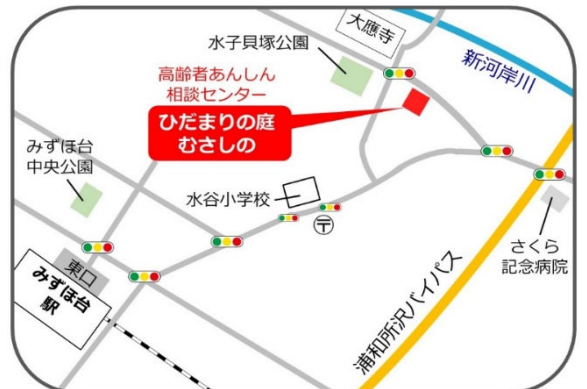 大應寺
水子貝塚公園
新河岸川
高齢者あんしん
相談センター
ひだまりの庭
むさしの
みずほ台
中央公園
水谷小学校
〒
さくら
記念病院
東口
みずほ台
駅
浦和所沢バイパス